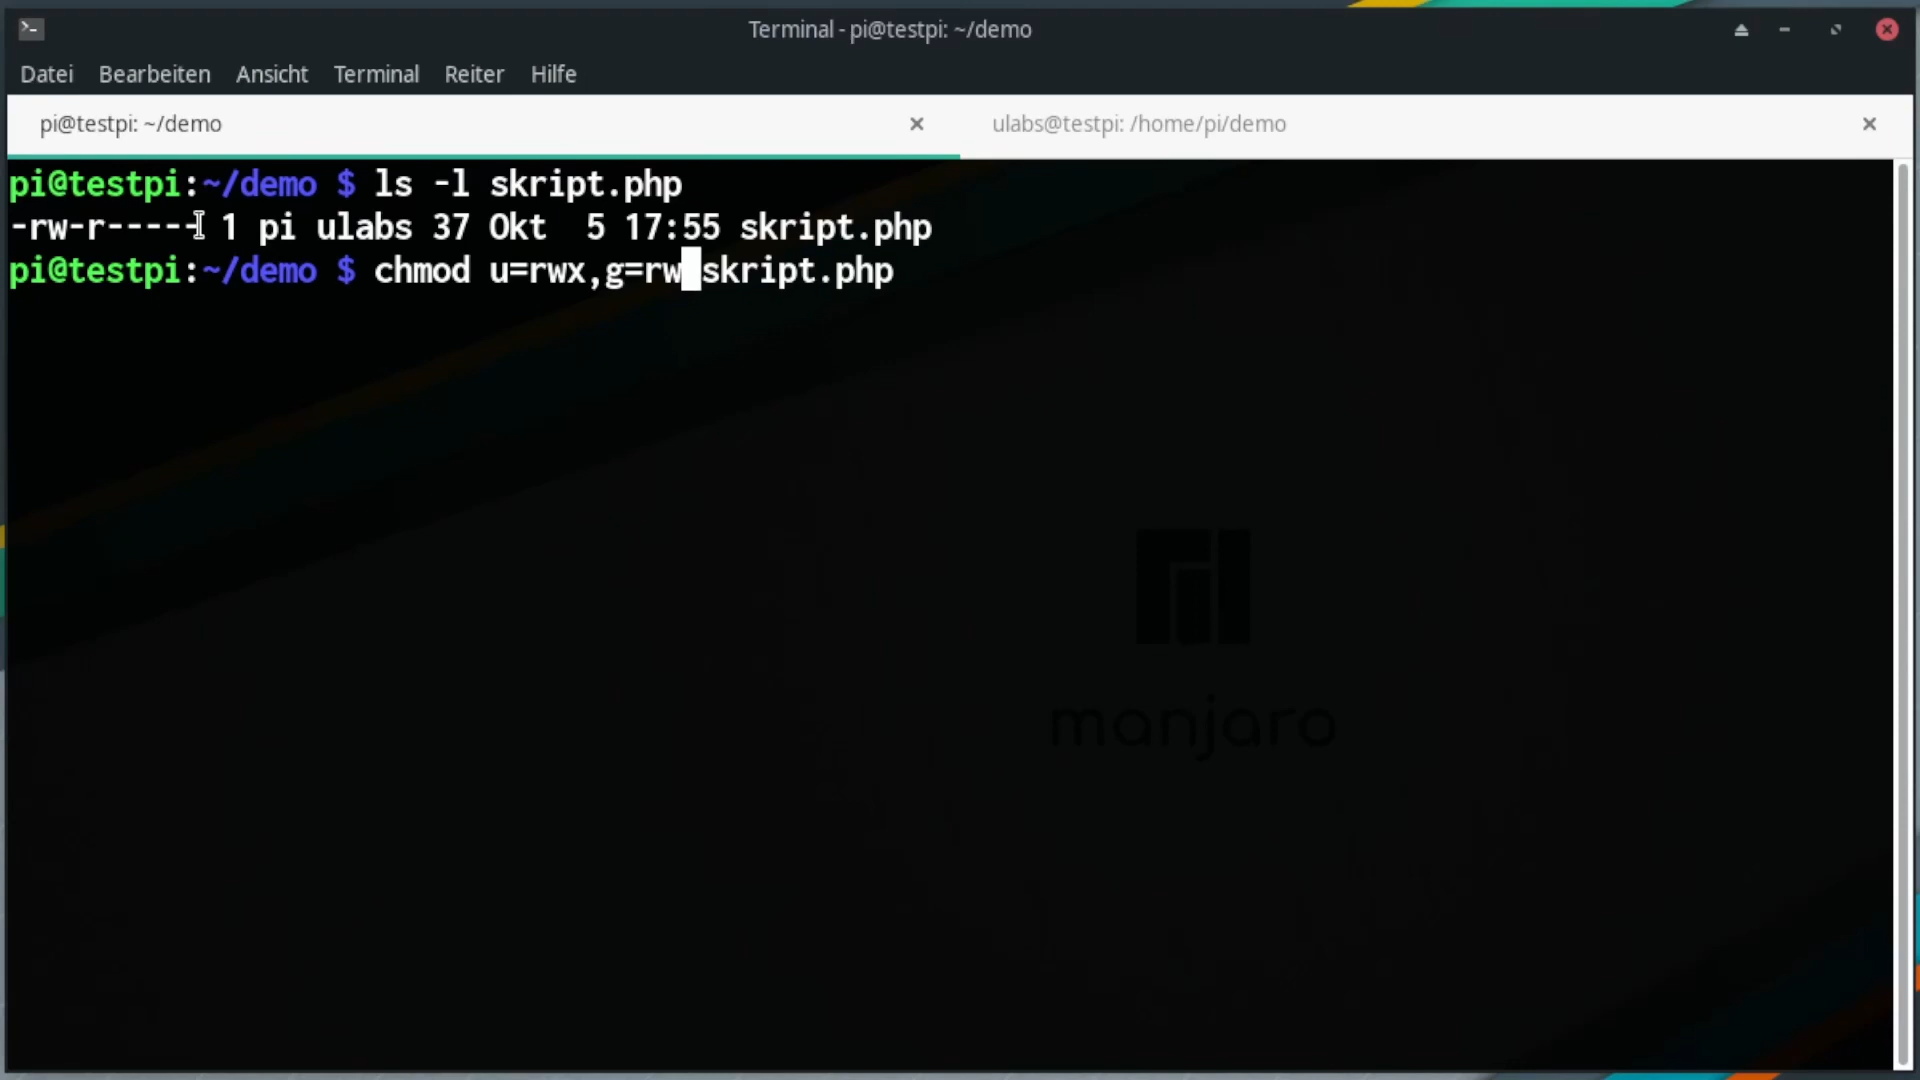 Terminal - pi@testpi: ~/demo
Datei Bearbeiten Ansicht Terminal Reiter Hilfe
pi@testpi: ~/demo ulabs@testpi: /home/pi/demo
pi@testpi:~/demo $ ls -l skript.php
-rw-r----- 1 pi ulabs 37 Okt  5 17:55 skript.php
pi@testpi:~/demo $ chmod u=rwx,g=rw skript.php
manjaro